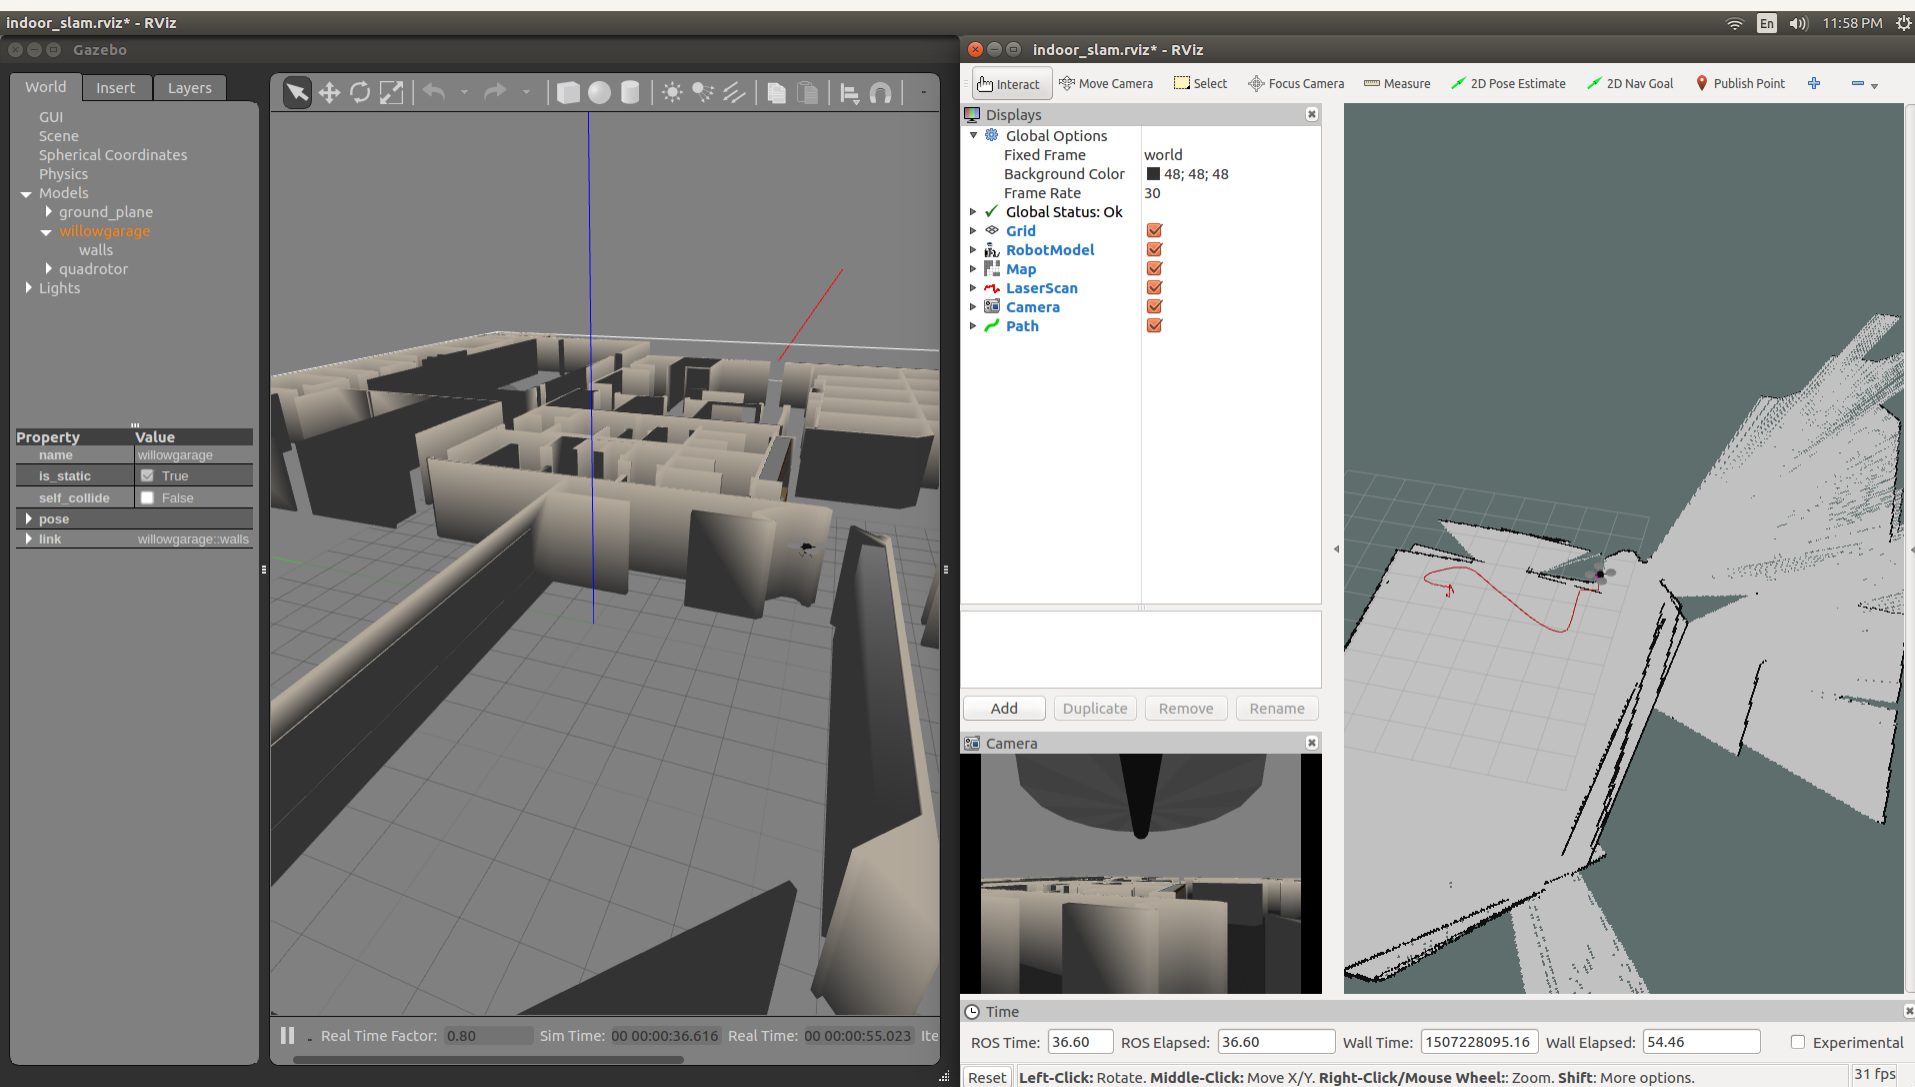 indoor_slam.rviz* - RViz
En 11:58 PM
Gazebo
World Insert Layers
GUI
Scene
Spherical Coordinates
Physics
Models
ground_plane
willowgarage
walls
quadrotor
Lights
Property Value
name willowgarage
is_static True
self_collide False
pose
link willowgarage::walls
Real Time Factor: 0.80 Sim Time: 00 00:00:36.616 Real Time: 00 00:00:55.023 Ite
indoor_slam.rviz* - RViz
Interact Move Camera Select Focus Camera Measure 2D Pose Estimate 2D Nav Goal Publish Point
Displays
Global Options
Fixed Frame world
Background Color 48; 48; 48
Frame Rate 30
Global Status: Ok
Grid
RobotModel
Map
LaserScan
Camera
Path
Add Duplicate Remove Rename
Camera
Time
ROS Time: 36.60 ROS Elapsed: 36.60 Wall Time: 1507228095.16 Wall Elapsed: 54.46 Experimental
Reset Left-Click: Rotate. Middle-Click: Move X/Y. Right-Click/Mouse Wheel:: Zoom. Shift: More options. 31 fps